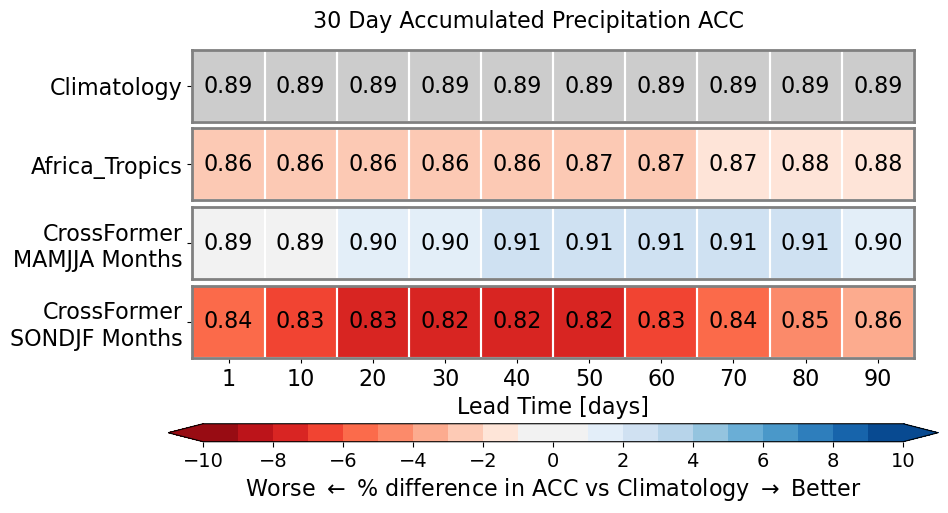 30 Day Accumulated Precipitation ACC
Climatology 0.89 0.89 0.89 0.89 0.89 0.89 0.89 0.89 0.89 0.89
Africa_Tropics 0.86 0.86 0.86 0.86 0.86 0.87 0.87 0.87 0.88 0.88
CrossFormer
MAMJJA Months 0.89 0.89 0.90 0.90 0.91 0.91 0.91 0.91 0.91 0.90
CrossFormer
SONDJF Months 0.84 0.83 0.83 0.82 0.82 0.82 0.83 0.84 0.85 0.86
1 10 20 30 40 50 60 70 80 90
Lead Time [days]
−10 −8 −6 −4 −2 0 2 4 6 8 10
Worse ← % difference in ACC vs Climatology → Better